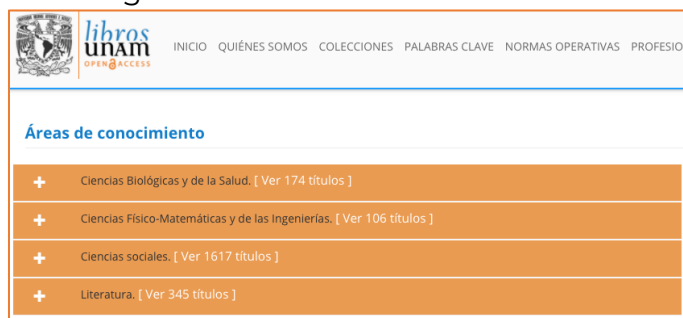 libros
unam
OPEN ACCESS
INICIO QUIÉNES SOMOS COLECCIONES PALABRAS CLAVE NORMAS OPERATIVAS
Áreas de conocimiento
Ciencias Biológicas y de la Salud. [ Ver 174 títulos ]
Ciencias Físico-Matemáticas y de las Ingenierías. [ Ver 106 títulos ]
Ciencias sociales. [ Ver 1617 títulos ]
Literatura. [ Ver 345 títulos ]